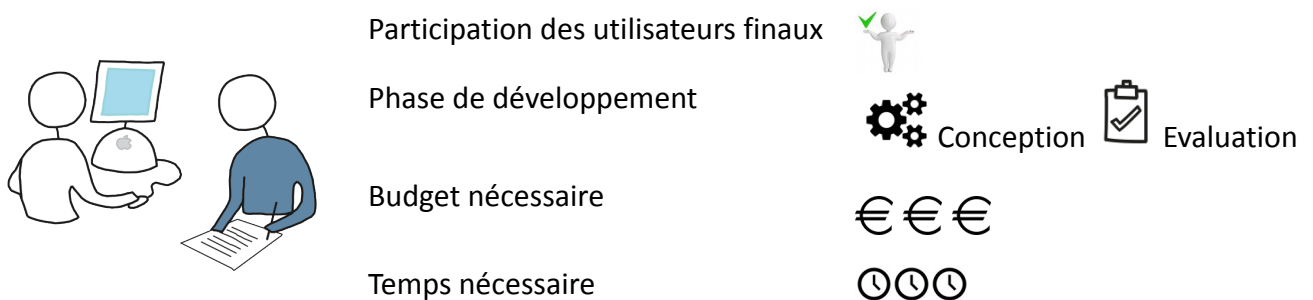 Participation des utilisateurs finaux
Phase de développement
Conception Evaluation
Budget nécessaire
€ € €
Temps nécessaire